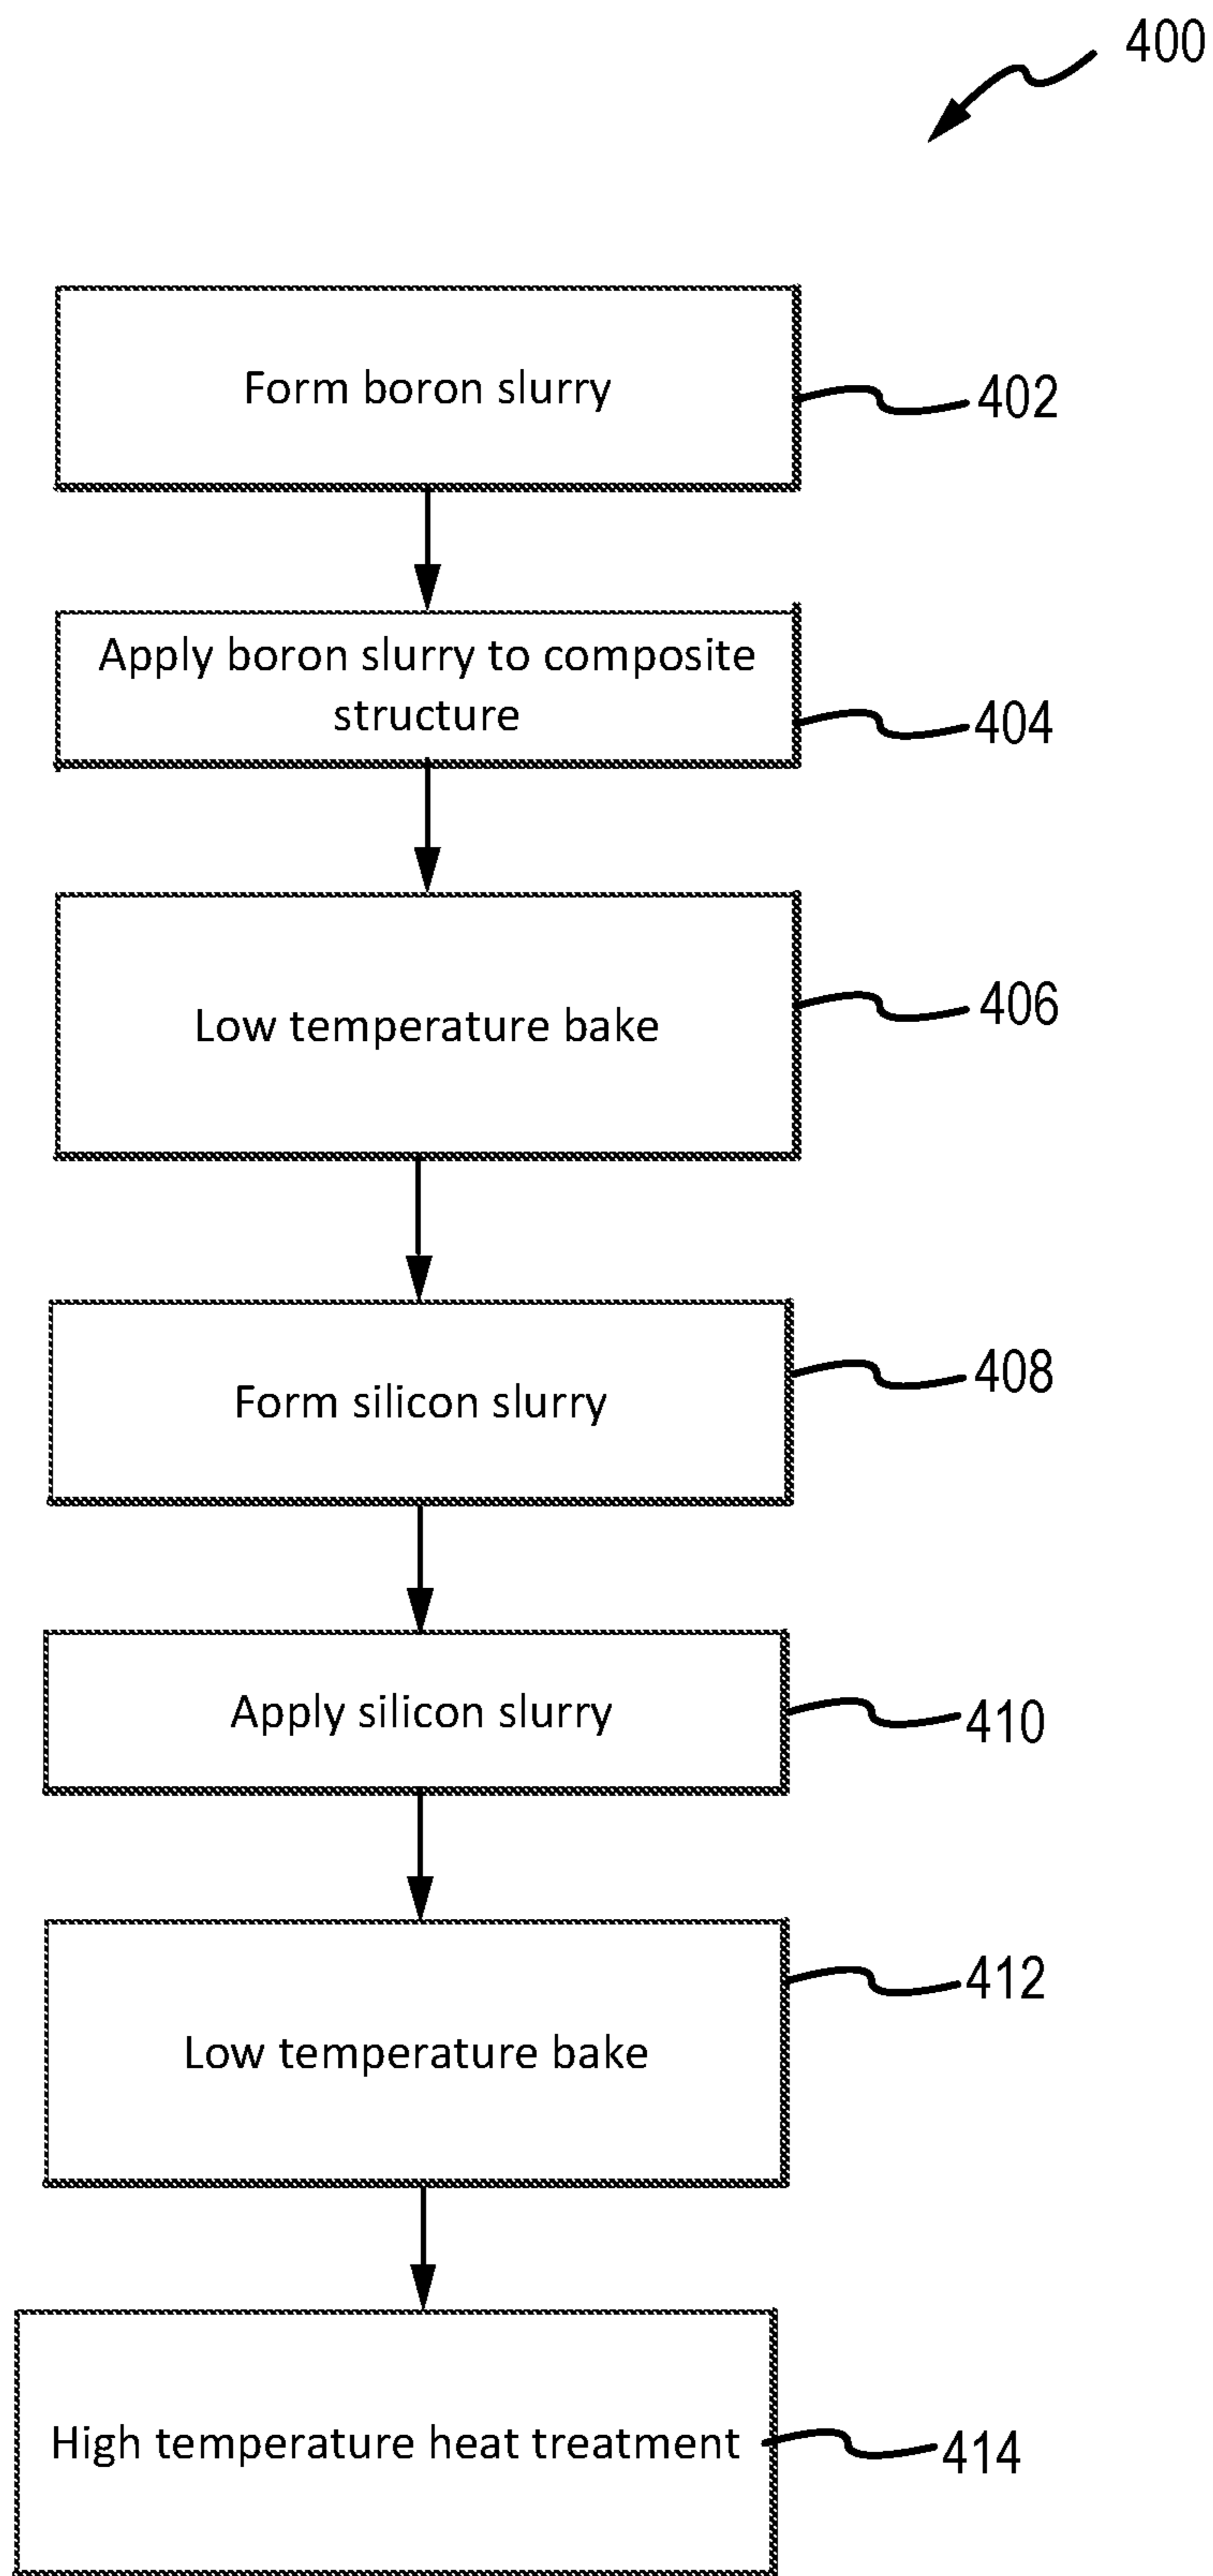 400
Form boron slurry
402
Apply boron slurry to composite
structure
404
Low temperature bake
406
Form silicon slurry
408
Apply silicon slurry
410
Low temperature bake
412
High temperature heat treatment
414